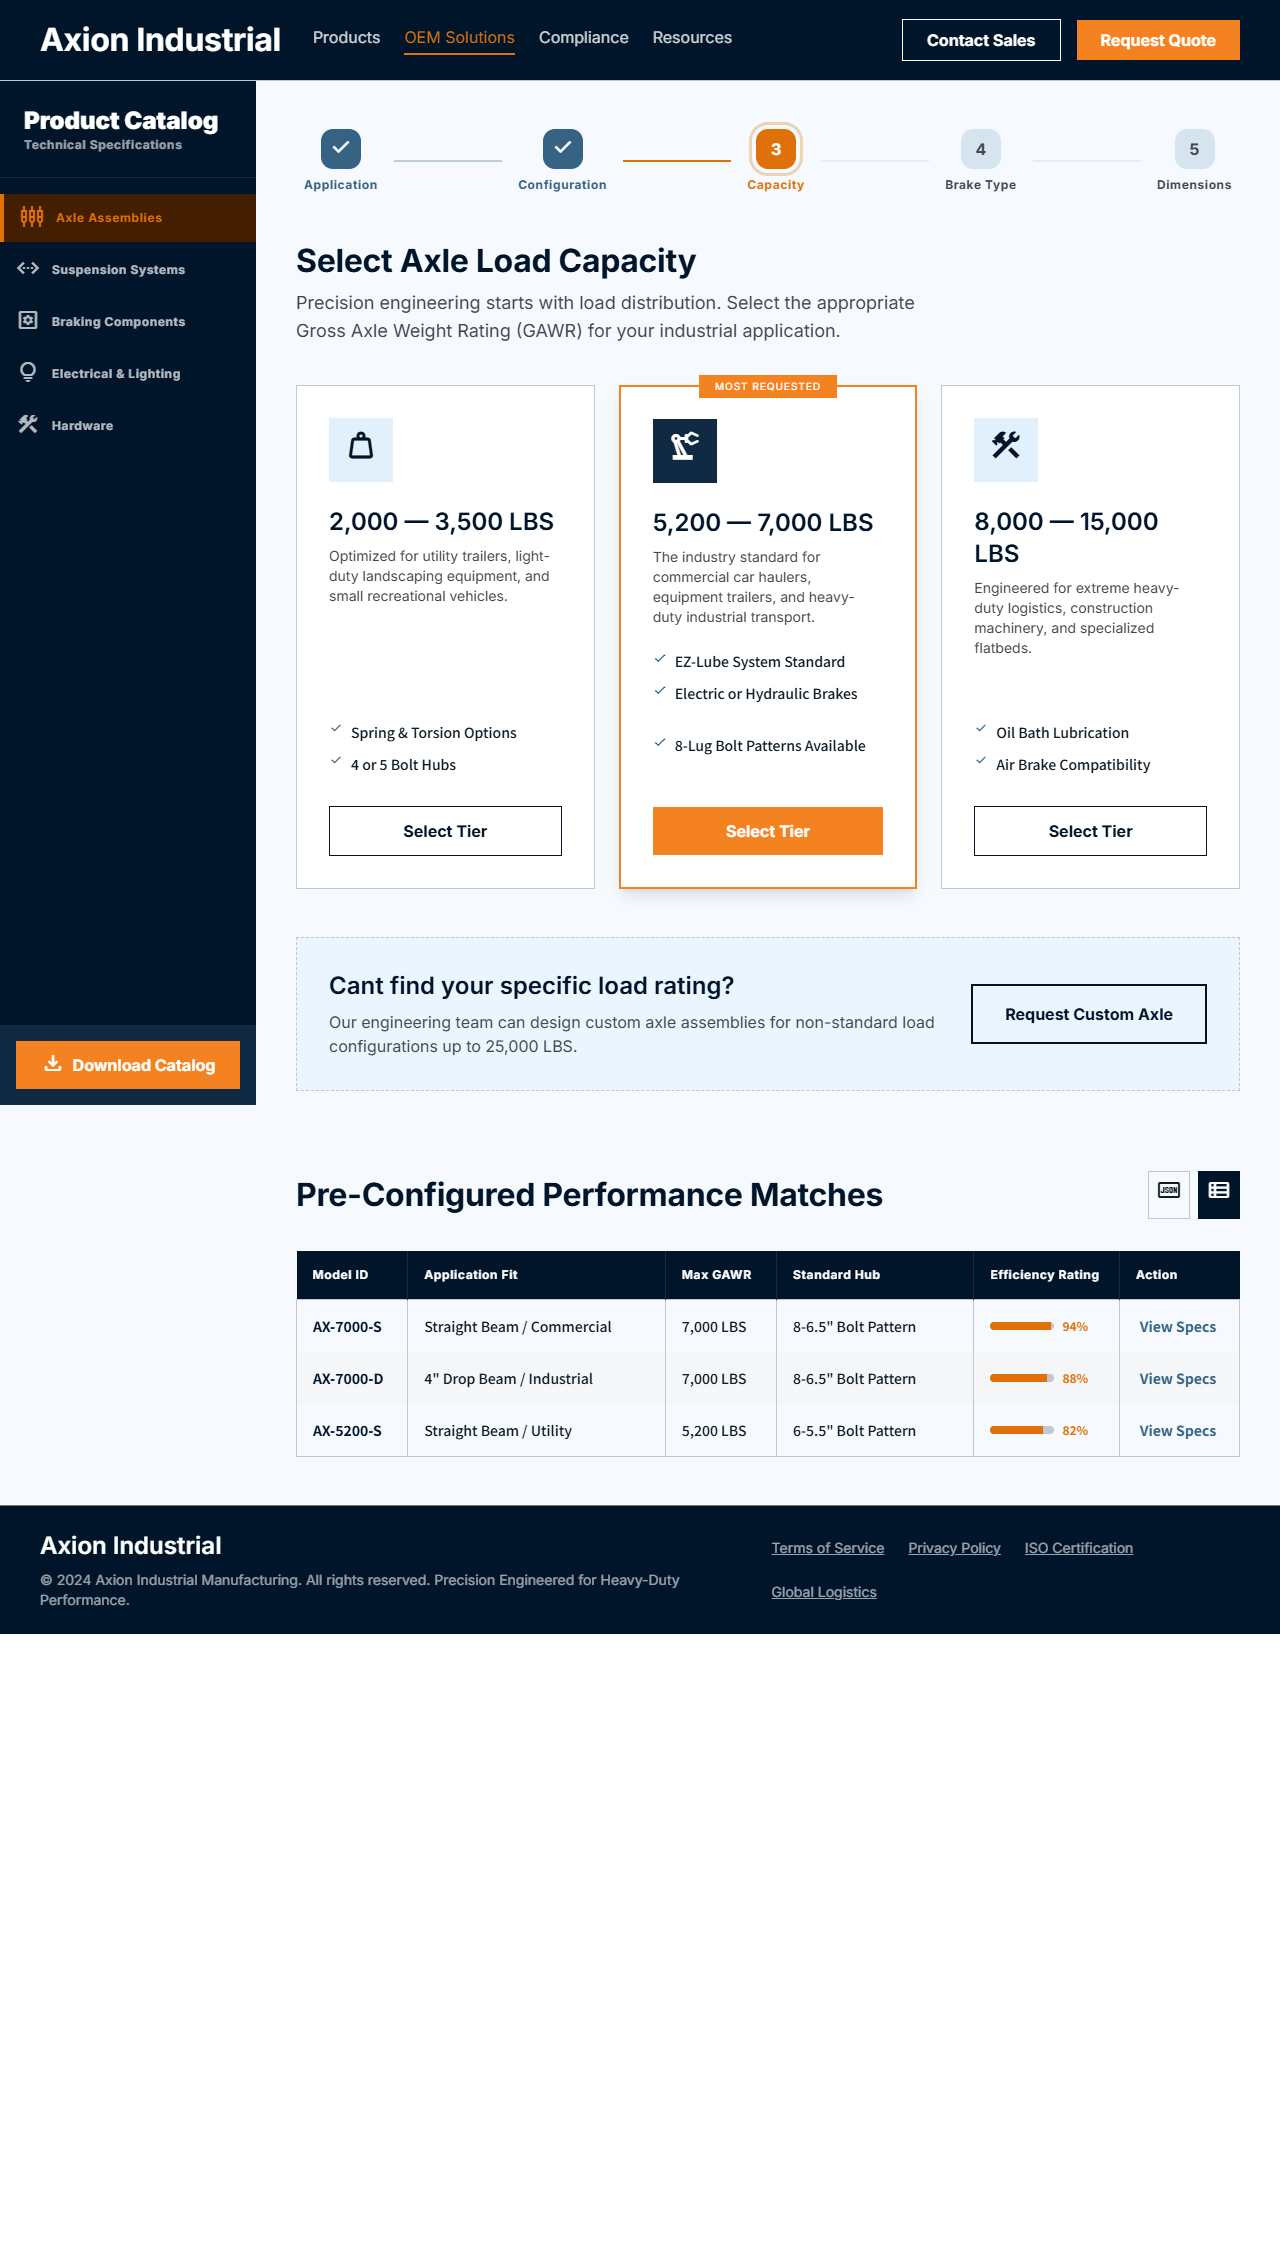 Axion Industrial
Products
OEM Solutions
Compliance
Resources
Contact Sales
Request Quote
Product Catalog
Technical Specifications
Axle Assemblies
Suspension Systems
Braking Components
Electrical & Lighting
Hardware
Download Catalog
Application
Configuration
3
Capacity
4
Brake Type
5
Dimensions
Select Axle Load Capacity
Precision engineering starts with load distribution. Select the appropriate
Gross Axle Weight Rating (GAWR) for your industrial application.
2,000 — 3,500 LBS
Optimized for utility trailers, light-
duty landscaping equipment, and
small recreational vehicles.
Spring & Torsion Options
4 or 5 Bolt Hubs
Select Tier
MOST REQUESTED
5,200 — 7,000 LBS
The industry standard for
commercial car haulers,
equipment trailers, and heavy-
duty industrial transport.
EZ-Lube System Standard
Electric or Hydraulic Brakes
8-Lug Bolt Patterns Available
Select Tier
8,000 — 15,000
LBS
Engineered for extreme heavy-
duty logistics, construction
machinery, and specialized
flatbeds.
Oil Bath Lubrication
Air Brake Compatibility
Select Tier
Cant find your specific load rating?
Our engineering team can design custom axle assemblies for non-standard load
configurations up to 25,000 LBS.
Request Custom Axle
Pre-Configured Performance Matches
JSON
Model ID Application Fit Max GAWR Standard Hub Efficiency Rating Action
AX-7000-S Straight Beam / Commercial 7,000 LBS 8-6.5" Bolt Pattern 94% View Specs
AX-7000-D 4" Drop Beam / Industrial 7,000 LBS 8-6.5" Bolt Pattern 88% View Specs
AX-5200-S Straight Beam / Utility 5,200 LBS 6-5.5" Bolt Pattern 82% View Specs
Axion Industrial
© 2024 Axion Industrial Manufacturing. All rights reserved. Precision Engineered for Heavy-Duty
Performance.
Terms of Service
Privacy Policy
ISO Certification
Global Logistics